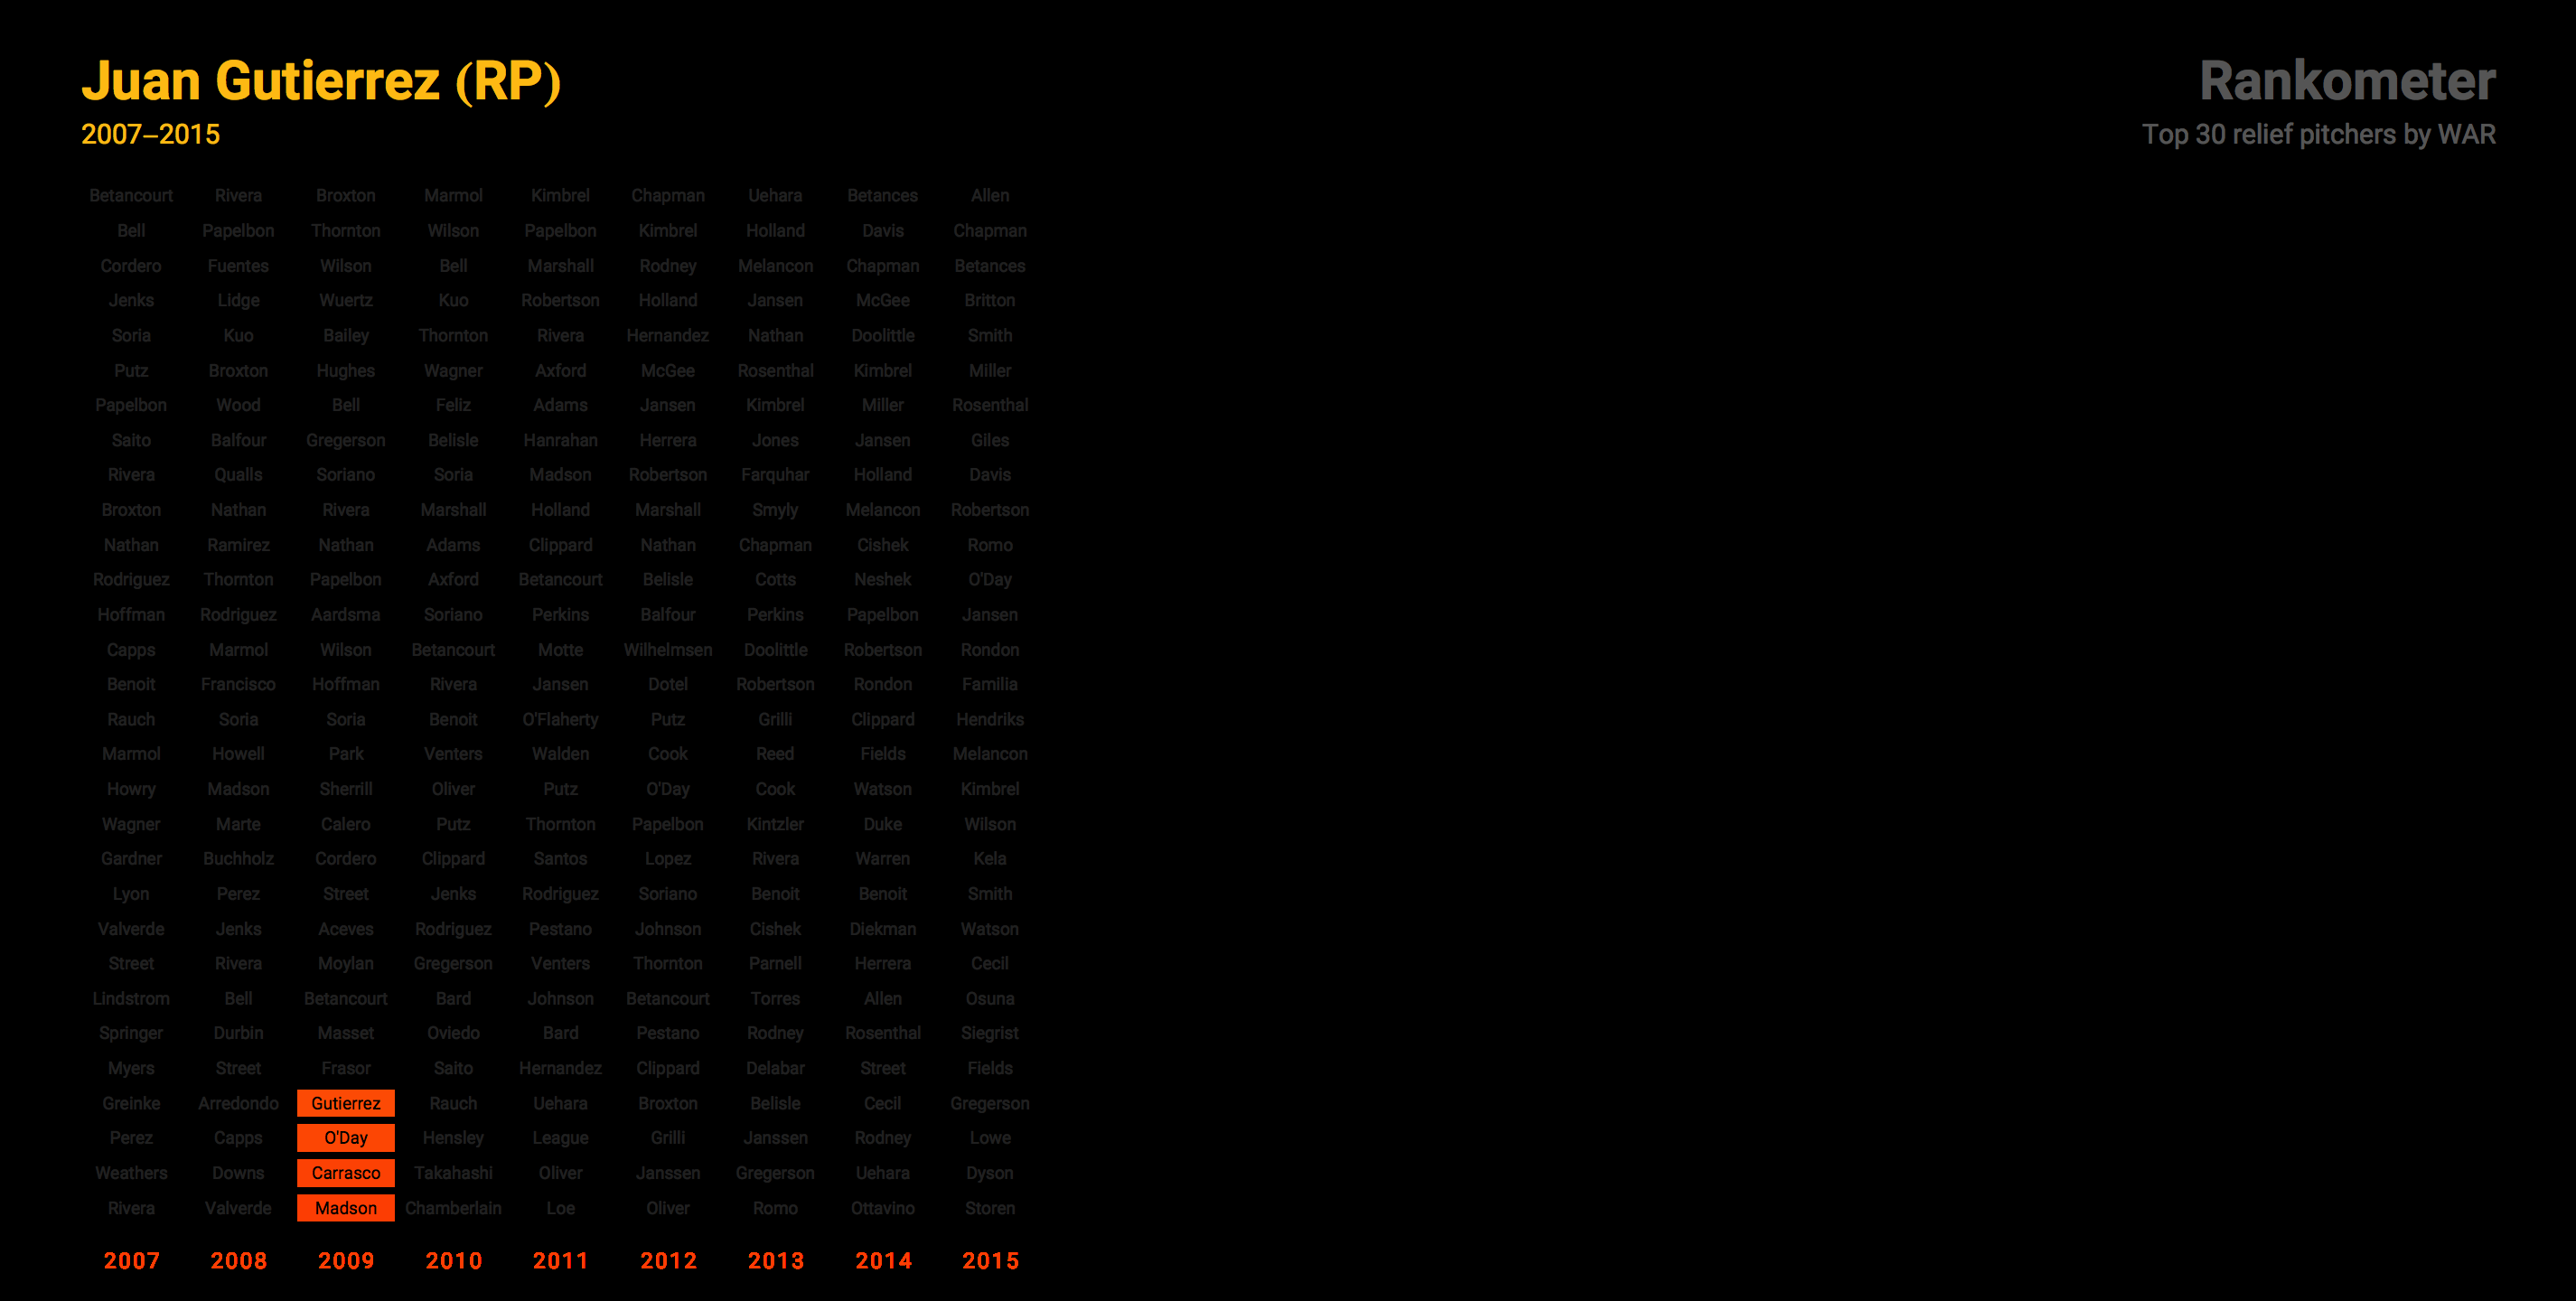 Juan Gutierrez (RP)
2007–2015
Rankometer
Top 30 relief pitchers by WAR
Betancourt Rivera Broxton Marmol Kimbrel Chapman Uehara Betances Allen
Bell Papelbon Thornton Wilson Papelbon Kimbrel Holland Davis Chapman
Cordero Fuentes Wilson Bell Marshall Rodney Melancon Chapman Betances
Jenks Lidge Wuertz Kuo Robertson Holland Jansen McGee Britton
Soria Kuo Bailey Thornton Rivera Hernandez Nathan Doolittle Smith
Putz Broxton Hughes Wagner Axford McGee Rosenthal Kimbrel Miller
Papelbon Wood Bell Feliz Adams Jansen Kimbrel Miller Rosenthal
Saito Balfour Gregerson Belisle Hanrahan Herrera Jones Jansen Giles
Rivera Qualls Soriano Soria Madson Robertson Farquhar Holland Davis
Broxton Nathan Rivera Marshall Holland Marshall Smyly Melancon Robertson
Nathan Ramirez Nathan Adams Clippard Nathan Chapman Cishek Romo
Rodriguez Thornton Papelbon Axford Betancourt Belisle Cotts Neshek O'Day
Hoffman Rodriguez Aardsma Soriano Perkins Balfour Perkins Papelbon Jansen
Capps Marmol Wilson Betancourt Motte Wilhelmsen Doolittle Robertson Rondon
Benoit Francisco Hoffman Rivera Jansen Dotel Robertson Rondon Familia
Rauch Soria Soria Benoit O'Flaherty Putz Grilli Clippard Hendriks
Marmol Howell Park Venters Walden Cook Reed Fields Melancon
Howry Madson Sherrill Oliver Putz O'Day Cook Watson Kimbrel
Wagner Marte Calero Putz Thornton Papelbon Kintzler Duke Wilson
Gardner Buchholz Cordero Clippard Santos Lopez Rivera Warren Kela
Lyon Perez Street Jenks Rodriguez Soriano Benoit Benoit Smith
Valverde Jenks Aceves Rodriguez Pestano Johnson Cishek Diekman Watson
Street Rivera Moylan Gregerson Venters Thornton Parnell Herrera Cecil
Lindstrom Bell Betancourt Bard Johnson Betancourt Torres Allen Osuna
Springer Durbin Masset Oviedo Bard Pestano Rodney Rosenthal Siegrist
Myers Street Frasor Saito Hernandez Clippard Delabar Street Fields
Greinke Arredondo Gutierrez Rauch Uehara Broxton Belisle Cecil Gregerson
Perez Capps O'Day Hensley League Grilli Janssen Rodney Lowe
Weathers Downs Carrasco Takahashi Oliver Janssen Gregerson Uehara Dyson
Rivera Valverde Madson Chamberlain Loe Oliver Romo Ottavino Storen
2007 2008 2009 2010 2011 2012 2013 2014 2015